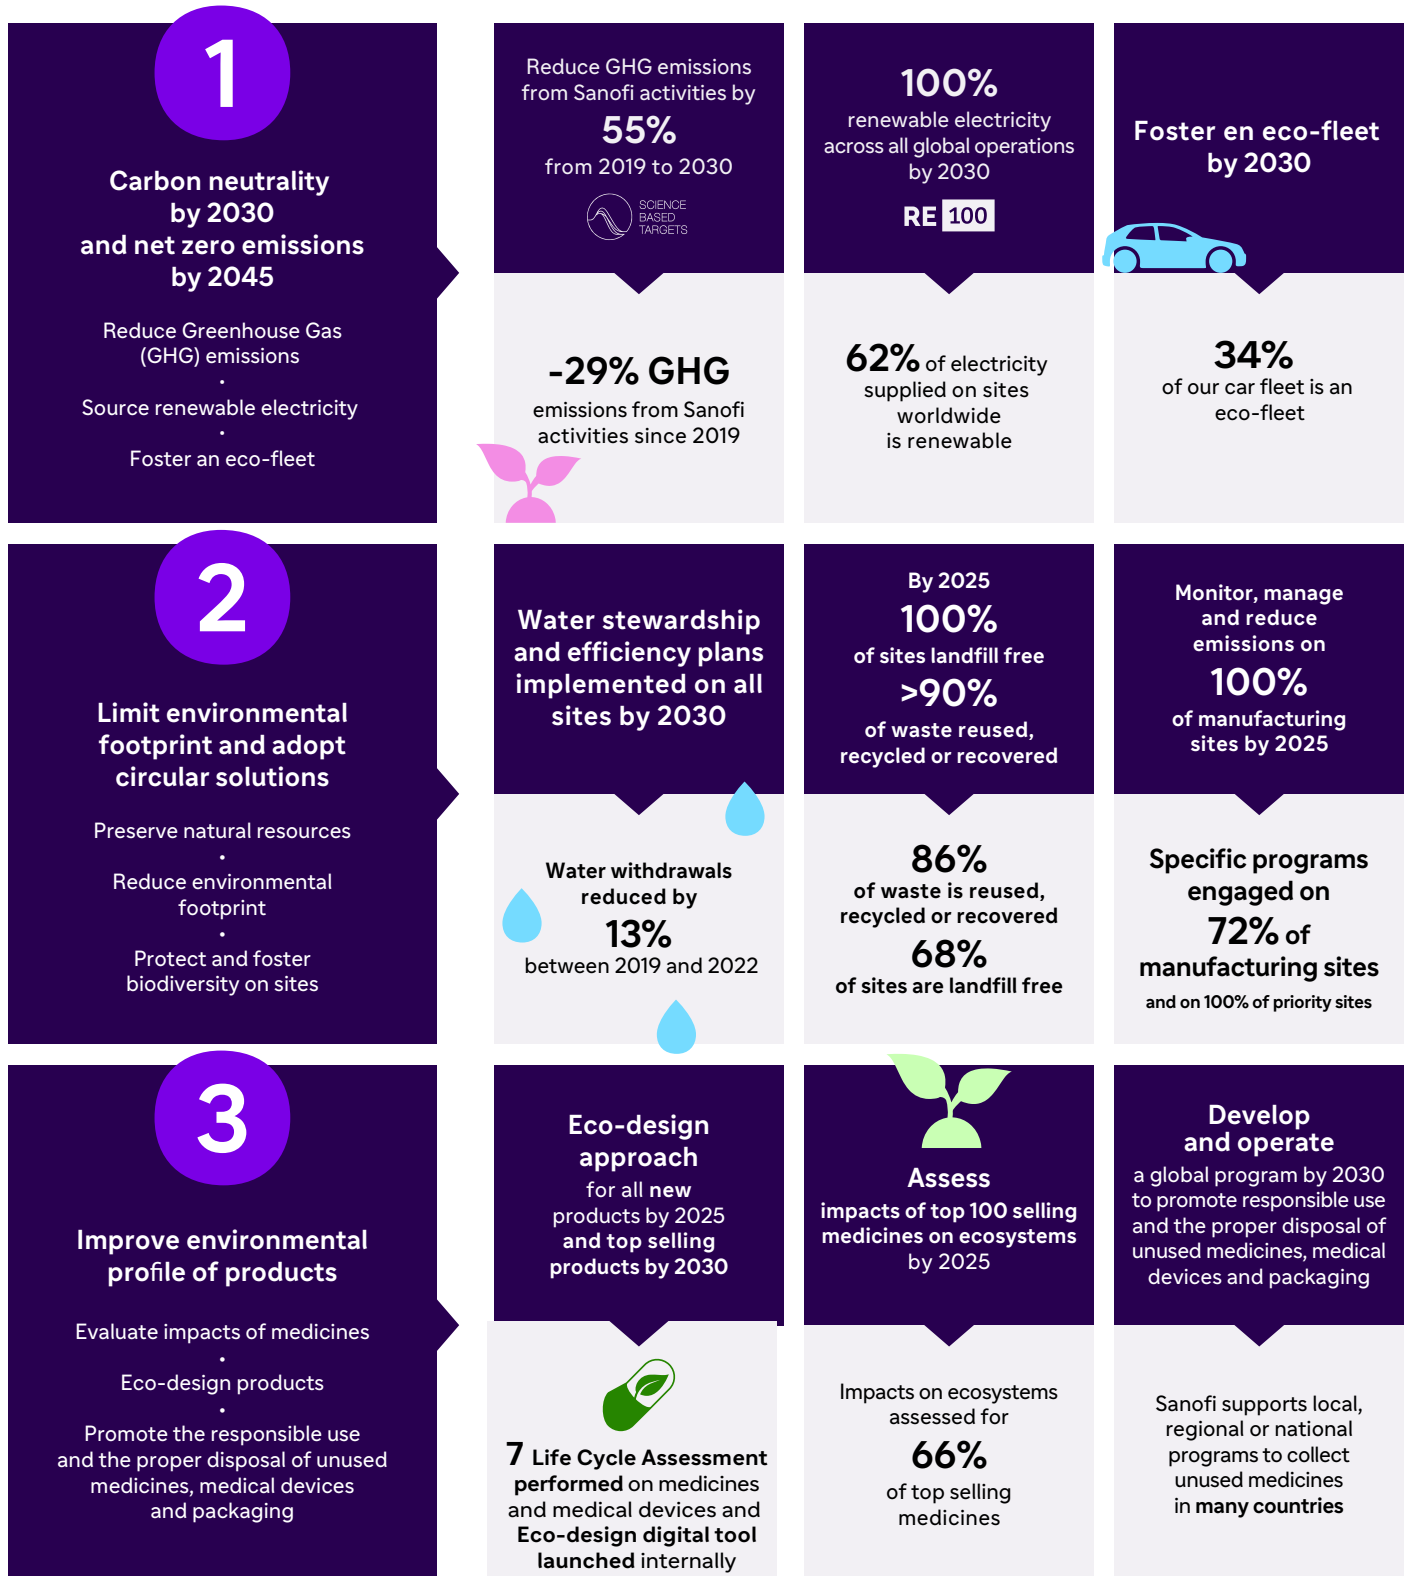 1
Carbon neutrality
by 2030
and net zero emissions
by 2045
Reduce Greenhouse Gas
(GHG) emissions
•
Source renewable electricity
•
Foster an eco-fleet
Reduce GHG emissions
from Sanofi activities by
55%
from 2019 to 2030
SCIENCE
BASED
TARGETS
-29% GHG
emissions from Sanofi
activities since 2019
100%
renewable electricity
across all global operations
by 2030
RE 100
62% of electricity
supplied on sites
worldwide
is renewable
Foster en eco-fleet
by 2030
34%
of our car fleet is an
eco-fleet
2
Limit environmental
footprint and adopt
circular solutions
Preserve natural resources
•
Reduce environmental
footprint
•
Protect and foster
biodiversity on sites
Water stewardship
and efficiency plans
implemented on all
sites by 2030
Water withdrawals
reduced by
13%
between 2019 and 2022
By 2025
100%
of sites landfill free
>90%
of waste reused,
recycled or recovered
86%
of waste is reused,
recycled or recovered
68%
of sites are landfill free
Monitor, manage
and reduce
emissions on
100%
of manufacturing
sites by 2025
Specific programs
engaged on
72% of
manufacturing sites
and on 100% of priority sites
3
Improve environmental
profile of products
Evaluate impacts of medicines
•
Eco-design products
•
Promote the responsible use
and the proper disposal of unused
medicines, medical devices
and packaging
Eco-design
approach
for all new
products by 2025
and top selling
products by 2030
7 Life Cycle Assessment
performed on medicines
and medical devices and
Eco-design digital tool
launched internally
Assess
impacts of top 100 selling
medicines on ecosystems
by 2025
Impacts on ecosystems
assessed for
66%
of top selling
medicines
Develop
and operate
a global program by 2030
to promote responsible use
and the proper disposal of
unused medicines, medical
devices and packaging
Sanofi supports local,
regional or national
programs to collect
unused medicines
in many countries